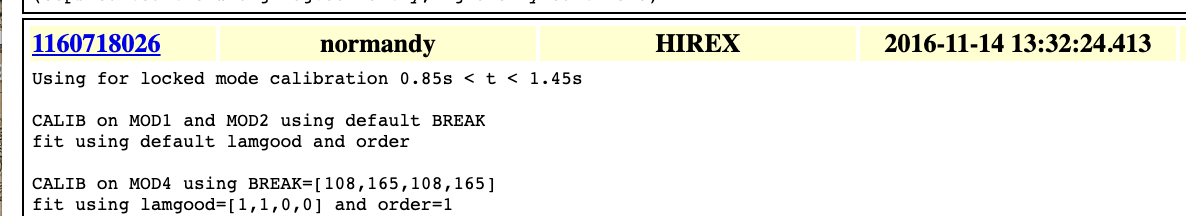 1160718026 normandy HIREX 2016-11-14 13:32:24.413
Using for locked mode calibration 0.85s < t < 1.45s
CALIB on MOD1 and MOD2 using default BREAK
fit using default lamgood and order
CALIB on MOD4 using BREAK=[108,165,108,165]
fit using lamgood=[1,1,0,0] and order=1